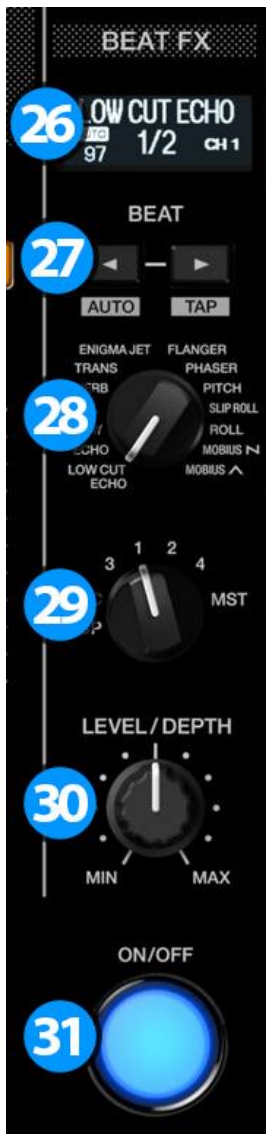 BEAT FX
26
LOW CUT ECHO
97 1/2 CH1
BEAT
27
AUTO TAP
ENIGMA JET FLANGER
TRANS PHASER
PITCH
28
SLIP ROLL
ROLL
ECHO MOBIUS
LOW CUT ECHO
MOBIUS
3 1 2 4
29
MST
LEVEL/DEPTH
30
MIN MAX
ON/OFF
31